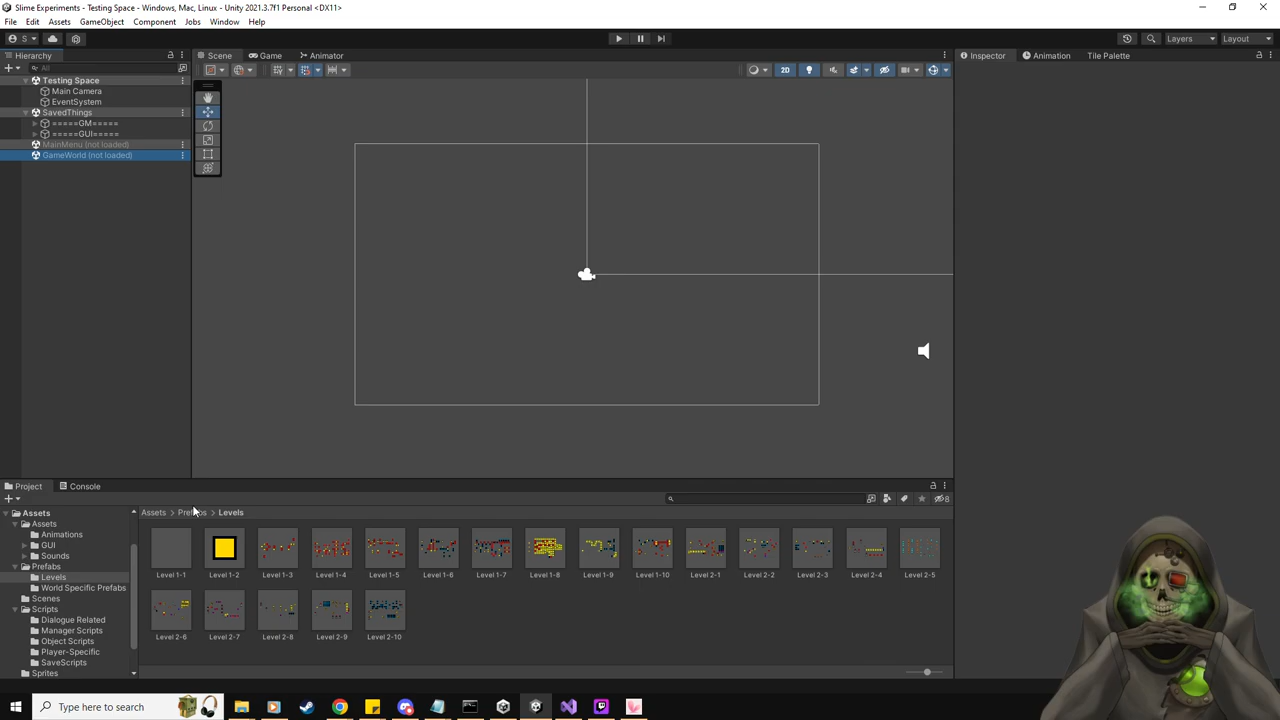 Slime Experiments - Testing Space - Windows, Mac, Linux - Unity 2021.3.7f1 Personal <DX11>
File Edit Assets GameObject Component Jobs Window Help
S Layers Layout
Hierarchy Scene Game Animator Inspector Animation Tile Palette
All 2D
Testing Space
Main Camera
EventSystem
SavedThings
=====GM=====
=====GUI=====
MainMenu (not loaded)
GameWorld (not loaded)
Project Console
8
Assets > Prefabs > Levels
Assets
Assets
Animations
GUI
Sounds
Prefabs
Levels
World Specific Prefabs
Scenes
Scripts
Dialogue Related
Manager Scripts
Object Scripts
Player-Specific
SaveScripts
Sprites
Level 1-1 Level 1-2 Level 1-3 Level 1-4 Level 1-5 Level 1-6 Level 1-7 Level 1-8 Level 1-9 Level 1-10 Level 2-1 Level 2-2 Level 2-3 Level 2-4 Level 2-5
Level 2-6 Level 2-7 Level 2-8 Level 2-9 Level 2-10
Type here to search